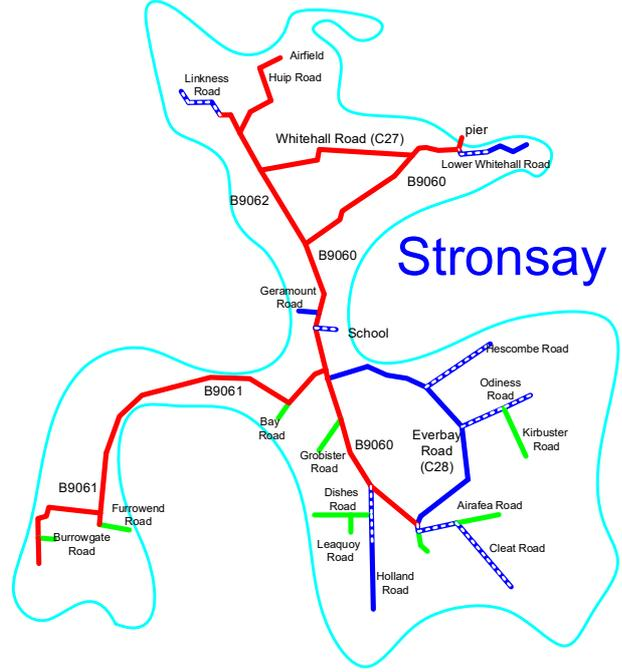 Airfield
Linkness
Road
Huip Road
pier
Whitehall Road (C27)
Lower Whitehall Road
B9060
B9062
Stronsay
B9060
Geramount
Road
School
Hescombe Road
Odiness
Road
B9061
Bay
Road
Kirbuster
Road
Everbay
Road
(C28)
B9060
Grobister
Road
B9061
Dishes
Road
Furrowend
Road
Airafea Road
Burrowgate
Road
Leaquoy
Road
Cleat Road
Holland
Road